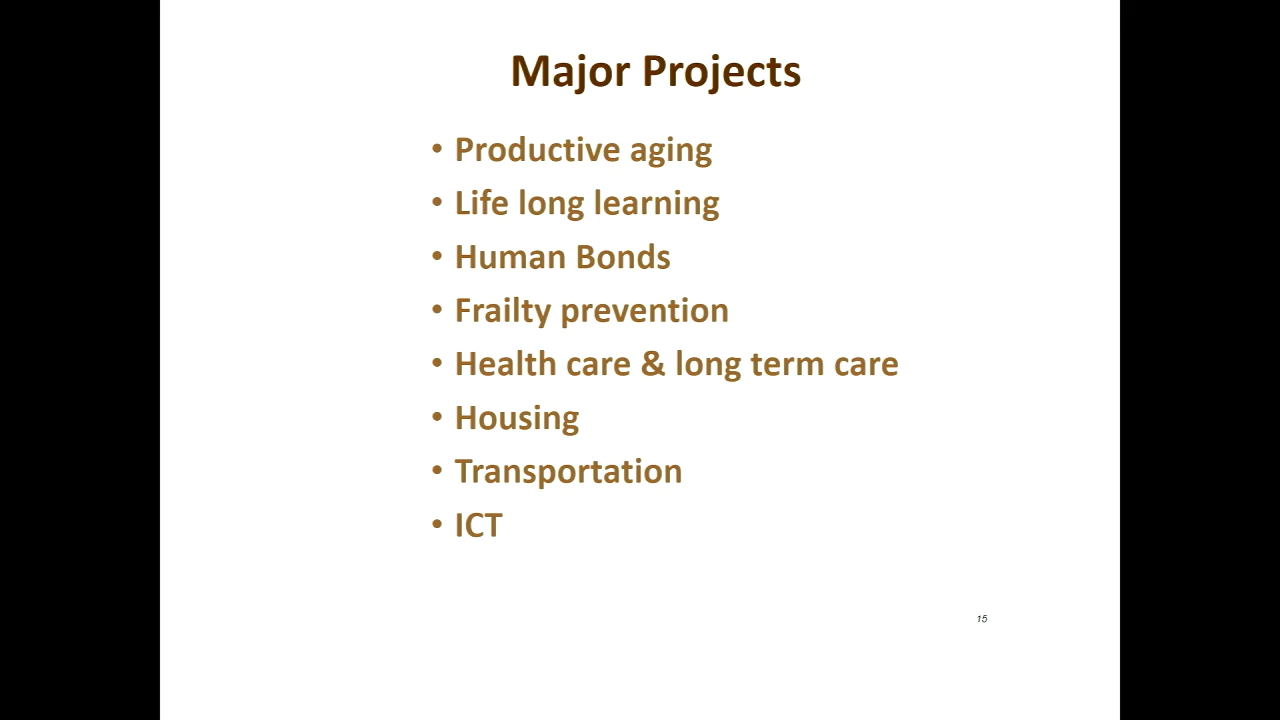 Major Projects
• Productive aging
• Life long learning
• Human Bonds
• Frailty prevention
• Health care & long term care
• Housing
• Transportation
• ICT
15